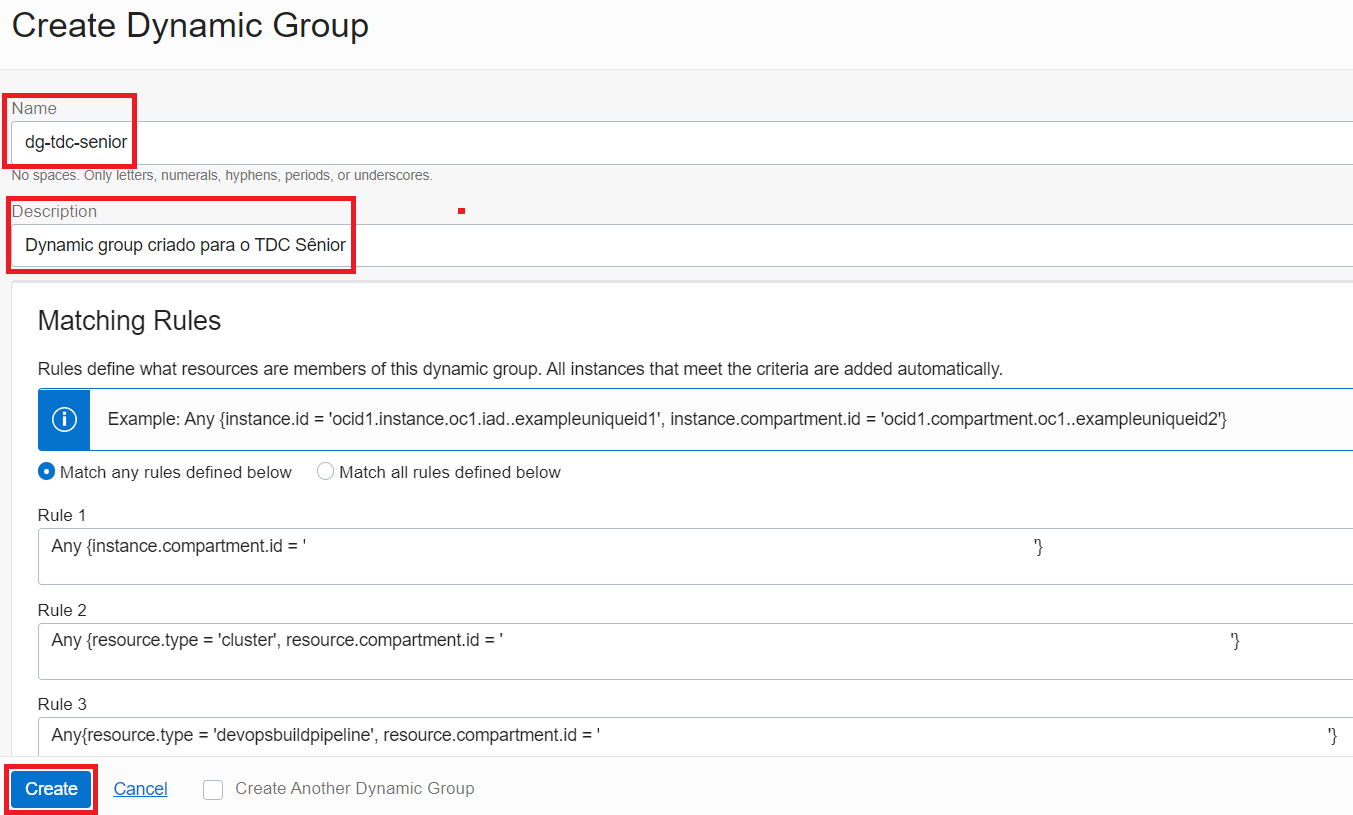 Create Dynamic Group
Name
dg-tdc-senior
No spaces. Only letters, numerals, hyphens, periods, or underscores.
Description
Dynamic group criado para o TDC Sênior
Matching Rules
Rules define what resources are members of this dynamic group. All instances that meet the criteria are added automatically.
Example: Any {instance.id = 'ocid1.instance.oc1.iad..exampleuniqueid1', instance.compartment.id = 'ocid1.compartment.oc1..exampleuniqueid2'}
Match any rules defined below Match all rules defined below
Rule 1
Any {instance.compartment.id = ' '}
Rule 2
Any {resource.type = 'cluster', resource.compartment.id = ' '}
Rule 3
Any{resource.type = 'devopsbuildpipeline', resource.compartment.id = ' '}
Create Cancel Create Another Dynamic Group